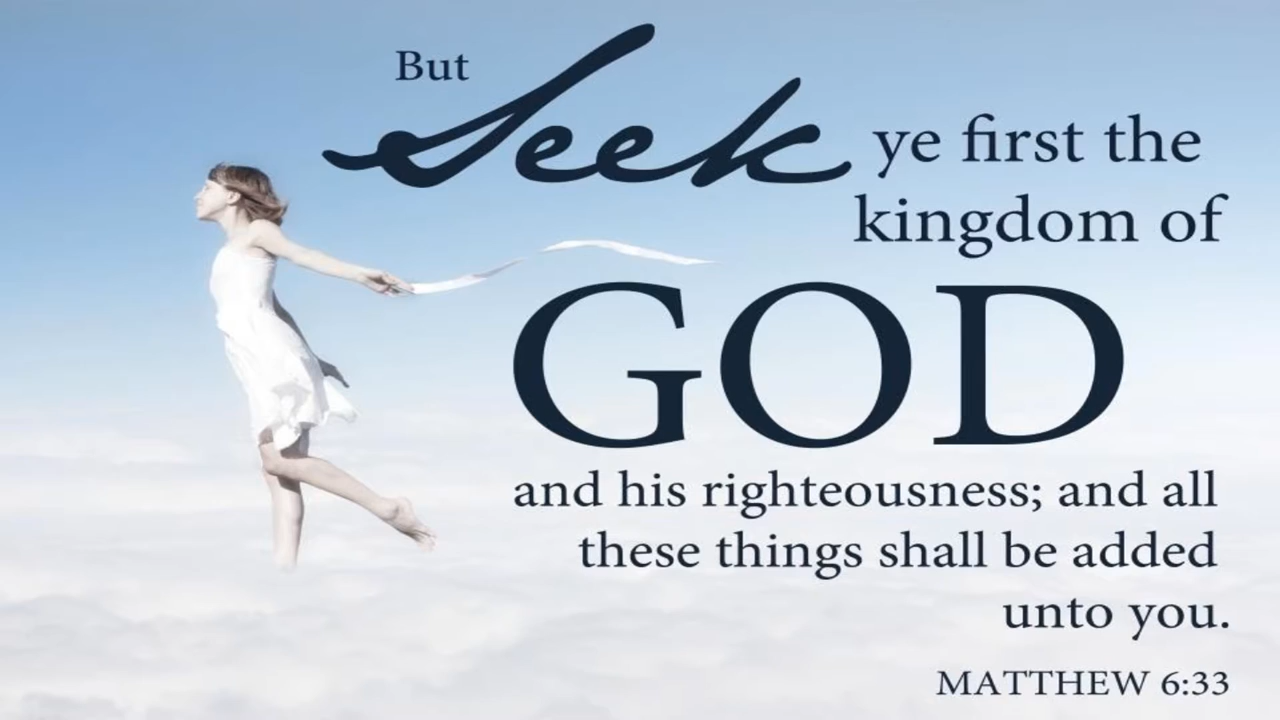 But Seek ye first the
kingdom of
GOD
and his righteousness; and all
these things shall be added
unto you.
MATTHEW 6:33